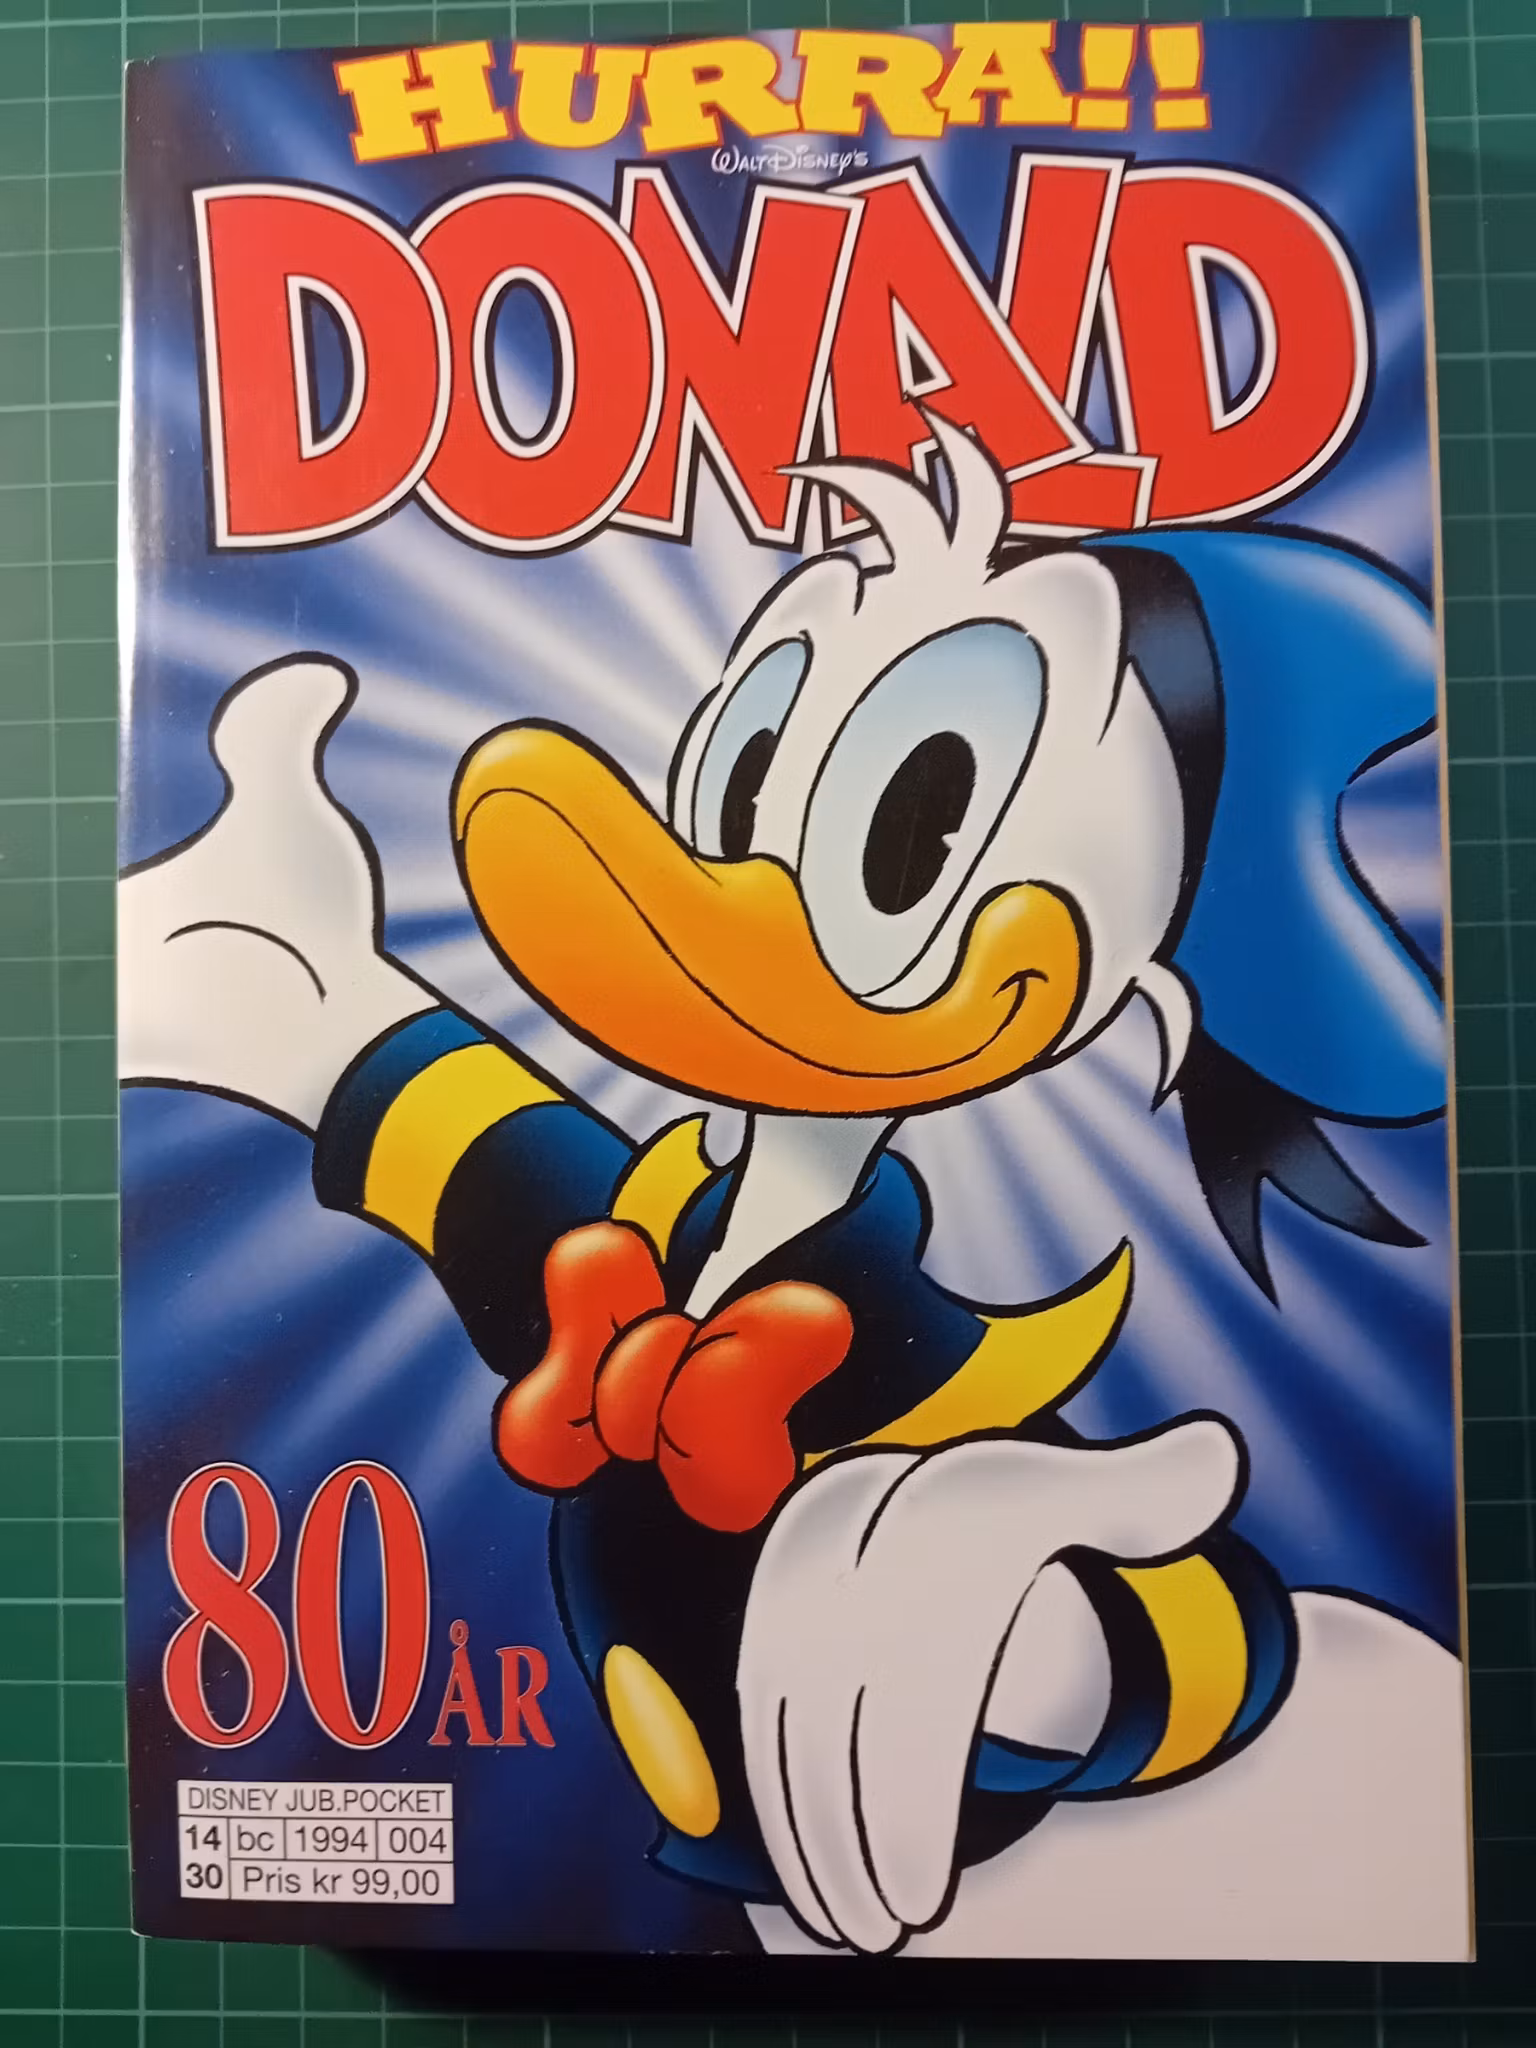 HURRA!!
WALT DISNEY'S
DONALD
80 ÅR
DISNEY JUB.POCKET
14 bc 1994 004
30 Pris kr 99,00